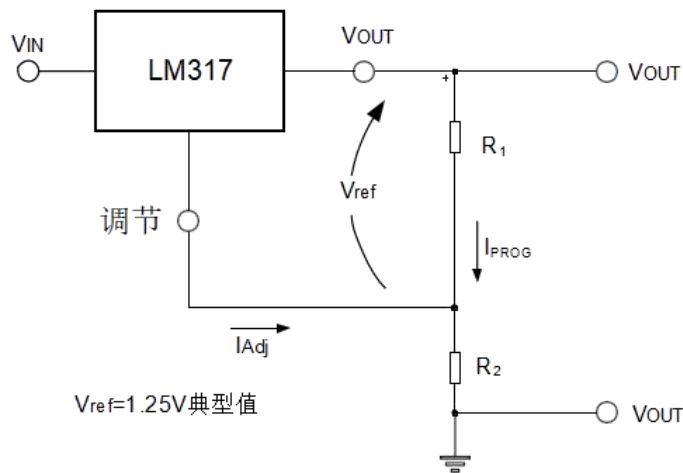 VIN
LM317
VOUT
VOUT
+
R1
Vref
调节
IPROG
IAdj
R2
Vref=1.25V典型值
VOUT